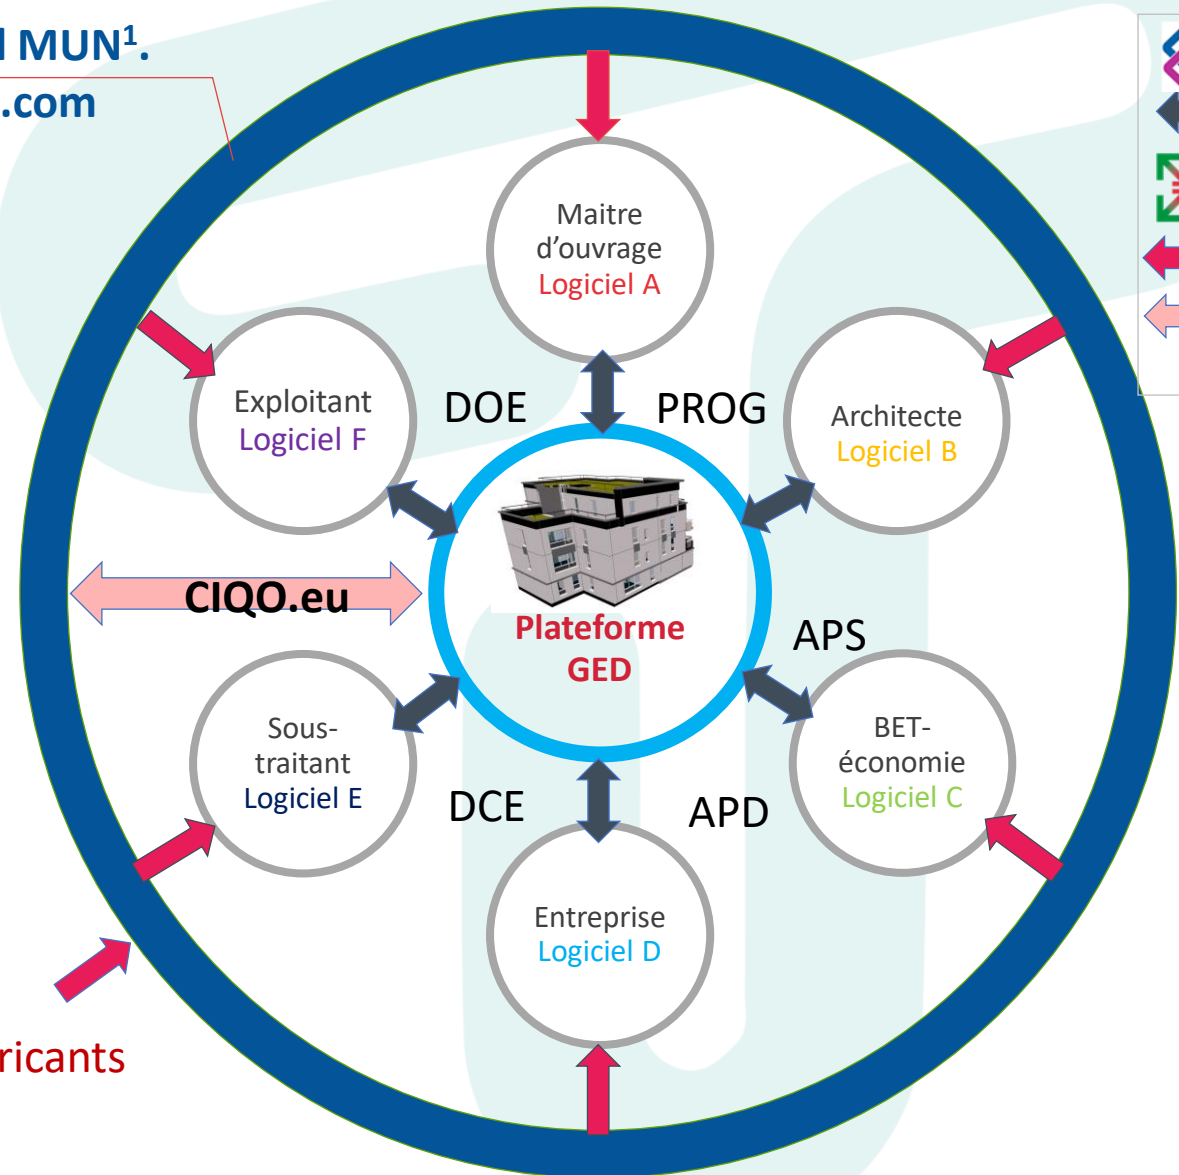 MUN¹.
.com
Maitre
d'ouvrage
Logiciel A
Exploitant
Logiciel F
DOE
PROG
Architecte
Logiciel B
CIQO.eu
Plateforme
GED
APS
Sous-
traitant
Logiciel E
BET-
économie
Logiciel C
DCE
APD
Entreprise
Logiciel D
ricants